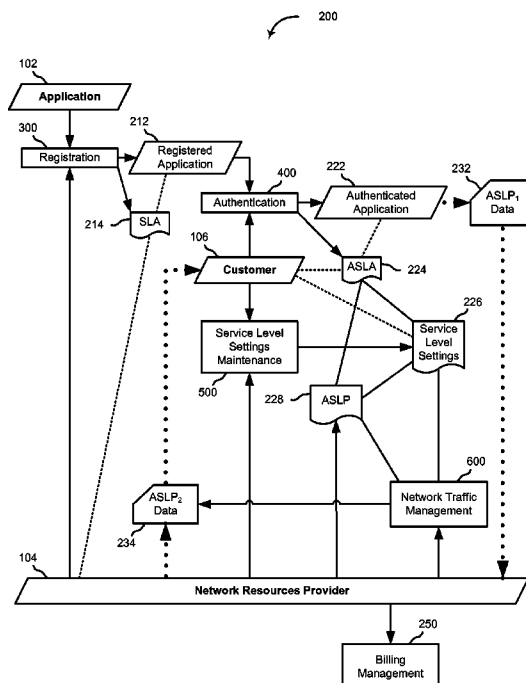 200
102
Application
300
212
Registration
Registered
Application
400
222
232
Authentication
Authenticated
Application
ASLP1
Data
214
SLA
106
Customer
ASLA
224
226
Service Level
Settings
Maintenance
500
Service
Level
Settings
228
ASLP
600
ASLP2
Data
234
Network Traffic
Management
104
Network Resources Provider
250
Billing
Management